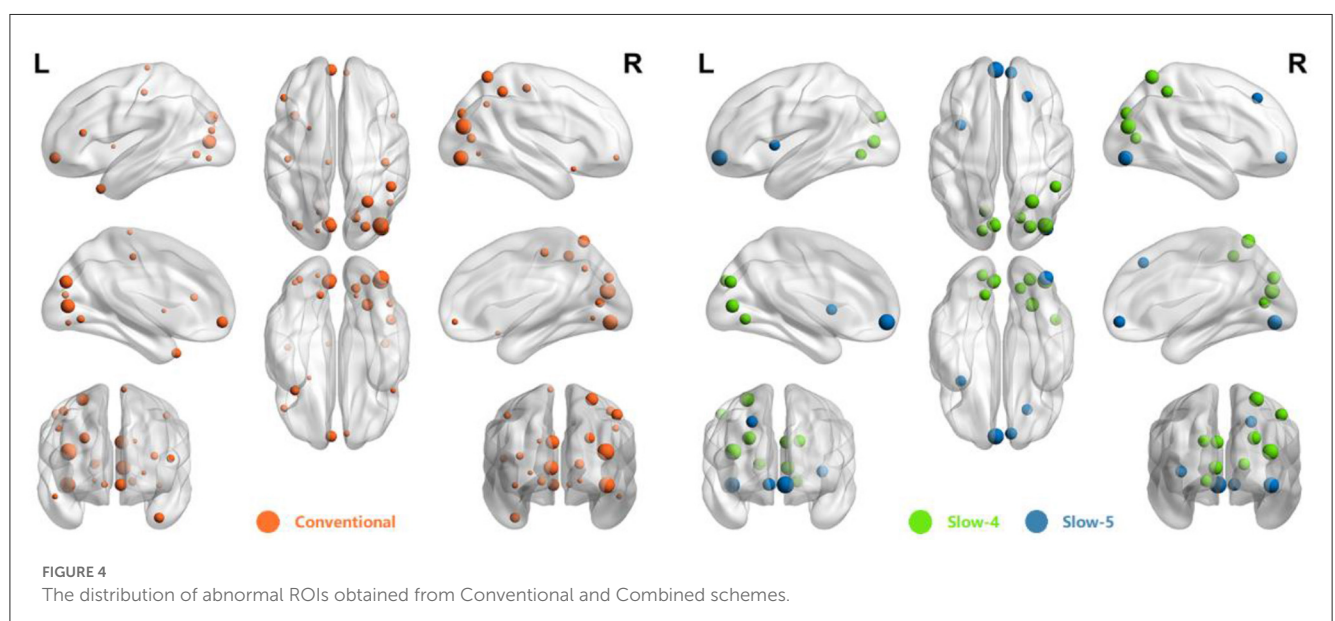 L R L R
Conventional
Slow-4 Slow-5
FIGURE 4
The distribution of abnormal ROIs obtained from Conventional and Combined schemes.